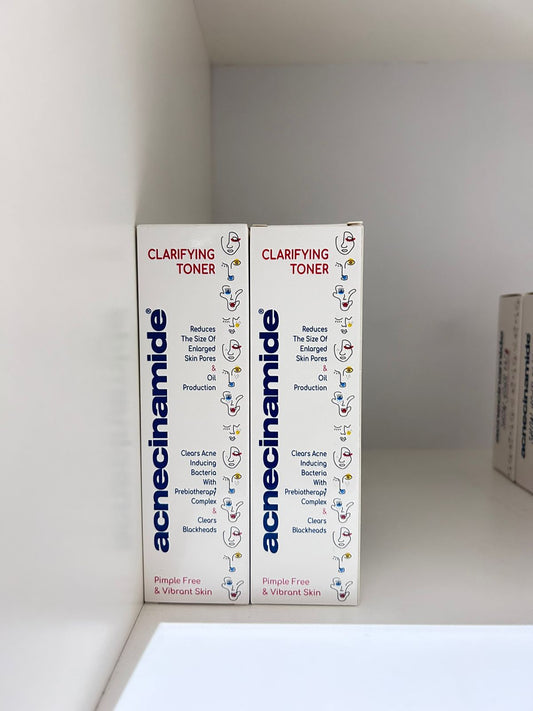 CLARIFYING
TONER
acnecinamide®
Reduces
The Size Of
Enlarged
Skin Pores
&
Oil
Production
Clears Acne
Inducing
Bacteria
With
Prebiotherapy
Complex
&
Clears
Blackheads
Pimple Free
& Vibrant Skin
CLARIFYING
TONER
acnecinamide®
Reduces
The Size Of
Enlarged
Skin Pores
&
Oil
Production
Clears Acne
Inducing
Bacteria
With
Prebiotherapy
Complex
&
Clears
Blackheads
Pimple Free
& Vibrant Skin
acnecinamide